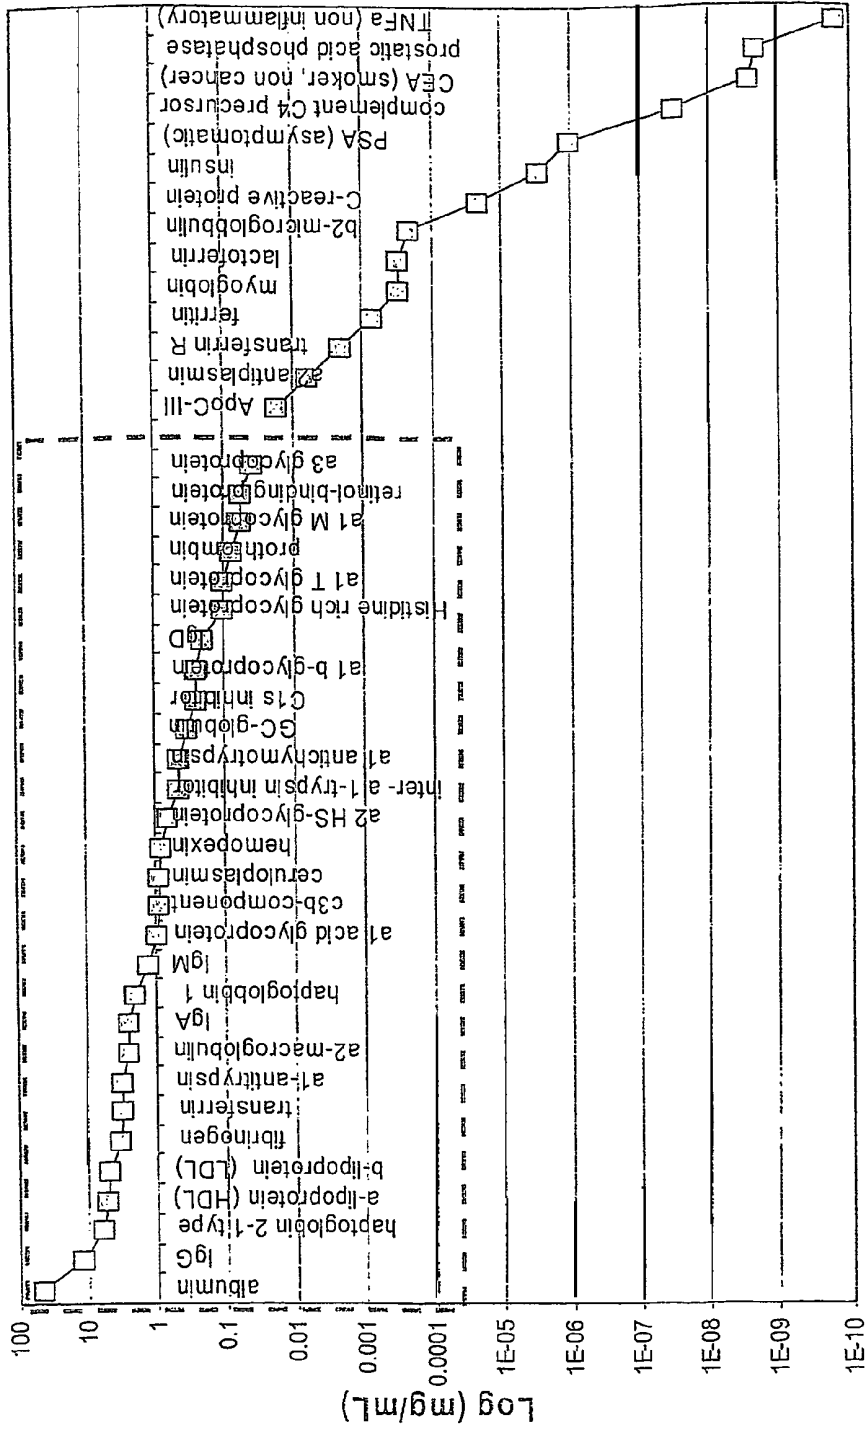 100
10
1
0.1
0.01
0.001
0.0001
1E-05
1E-06
1E-07
1E-08
1E-09
1E-10
Log (mg/mL)
albumin
IgG
haptoglobin 2-1 type
a-lipoprotein (HDL)
b-lipoprotein (LDL)
fibrinogen
transferrin
a1-antitrypsin
a2-macroglobulin
IgA
haptoglobbin 1
IgM
a1 acid glycoprotein
c3b-component
ceruloplasmin
hemopexin
a2 HS-glycoprotein
inter- a 1-trypsin inhibitor
a1 antichymotrypsin
GC-globulin
C1s inhibitor
a1 b-glycoprotein
IgD
Histidine rich glycoprotein
a1 T glycoprotein
prothrombin
a1 M glycoprotein
retinol-binding protein
a3 glycoprotein
ApoC-III
a2 antiplasmin
transferrin R
ferritin
myoglobin
lactoferrin
b2-microglobbulin
C-reactive protein
insulin
PSA (asymptomatic)
complement C4 precursor
CEA (smoker, non cancer)
prostatic acid phosphatase
TNFa (non inflammatory)